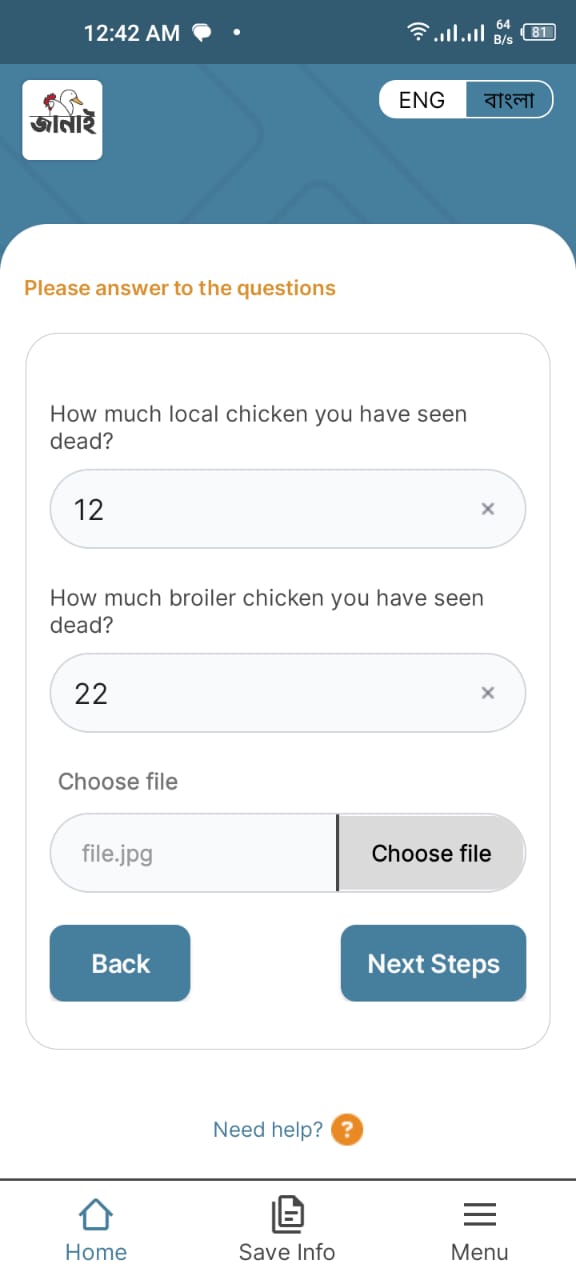 12:42 AM
64
B/s
81
জানাই
ENG
বাংলা
Please answer to the questions
How much local chicken you have seen
dead?
12
×
How much broiler chicken you have seen
dead?
22
×
Choose file
file.jpg
Choose file
Back
Next Steps
Need help? ?
Home
Save Info
Menu